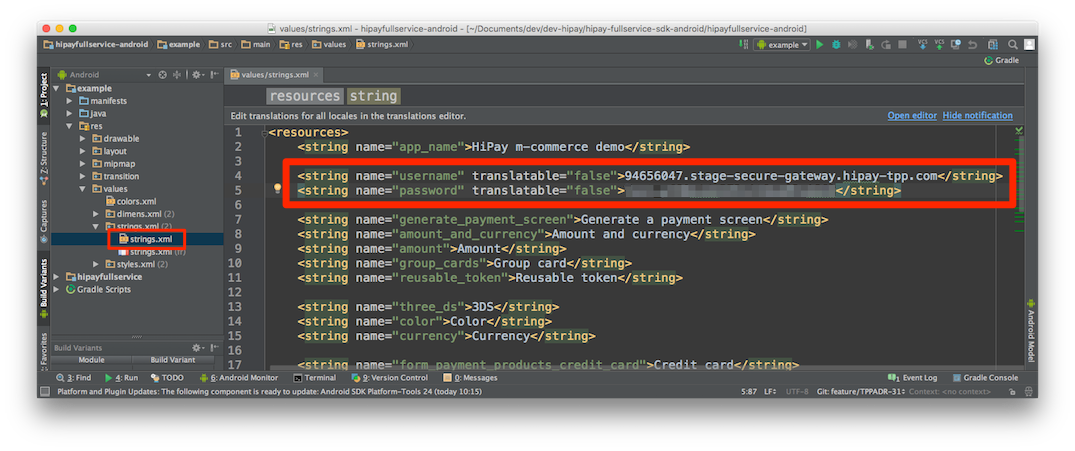 values/strings.xml - hipayfullservice-android - [~/Documents/dev/dev-hipay/hipay-fullservice-sdk-android/hipayfullservice-android]
hipayfullservice-android example src main res values strings.xml example
Gradle
Android values/strings.xml
1: Project
7: Structure
Captures
Build Variants
Favorites
Android Model
example
manifests
java
res
drawable
layout
mipmap
transition
values
colors.xml
dimens.xml (2)
strings.xml (2)
strings.xml
strings.xml (fr)
styles.xml (2)
hipayfullservice
Gradle Scripts
Build Variants
Module Build Variant
resources string
Edit translations for all locales in the translations editor. Open editor Hide notification
1 <resources>
2 <string name="app_name">HiPay m-commerce demo</string>
3
4 <string name="username" translatable="false">94656047.stage-secure-gateway.hipay-tpp.com</string>
5 <string name="password" translatable="false"></string>
6
7 <string name="generate_payment_screen">Generate a payment screen</string>
8 <string name="amount_and_currency">Amount and currency</string>
9 <string name="amount">Amount</string>
10 <string name="group_cards">Group card</string>
11 <string name="reusable_token">Reusable token</string>
12
13 <string name="three_ds">3DS</string>
14 <string name="color">Color</string>
15 <string name="currency">Currency</string>
16
17 <string name="form_payment_products_credit_card">Credit card</string>
3: Find 4: Run TODO 6: Android Monitor Terminal 9: Version Control 0: Messages 1 Event Log Gradle Console
Platform and Plugin Updates: The following component is ready to update: Android SDK Platform-Tools 24 (today 10:15) 5:87 LF÷ UTF-8 Git: feature/TPPADR-31÷ Context: <no context>